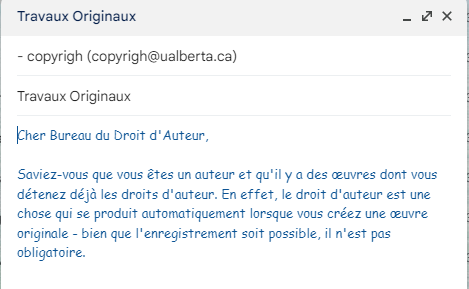 Travaux Originaux
- copyrigh (copyrigh@ualberta.ca)
Travaux Originaux
Cher Bureau du Droit d'Auteur,
Saviez-vous que vous êtes un auteur et qu'il y a des œuvres dont vous
détenez déjà les droits d'auteur. En effet, le droit d'auteur est une
chose qui se produit automatiquement lorsque vous créez une œuvre
originale - bien que l'enregistrement soit possible, il n'est pas
obligatoire.